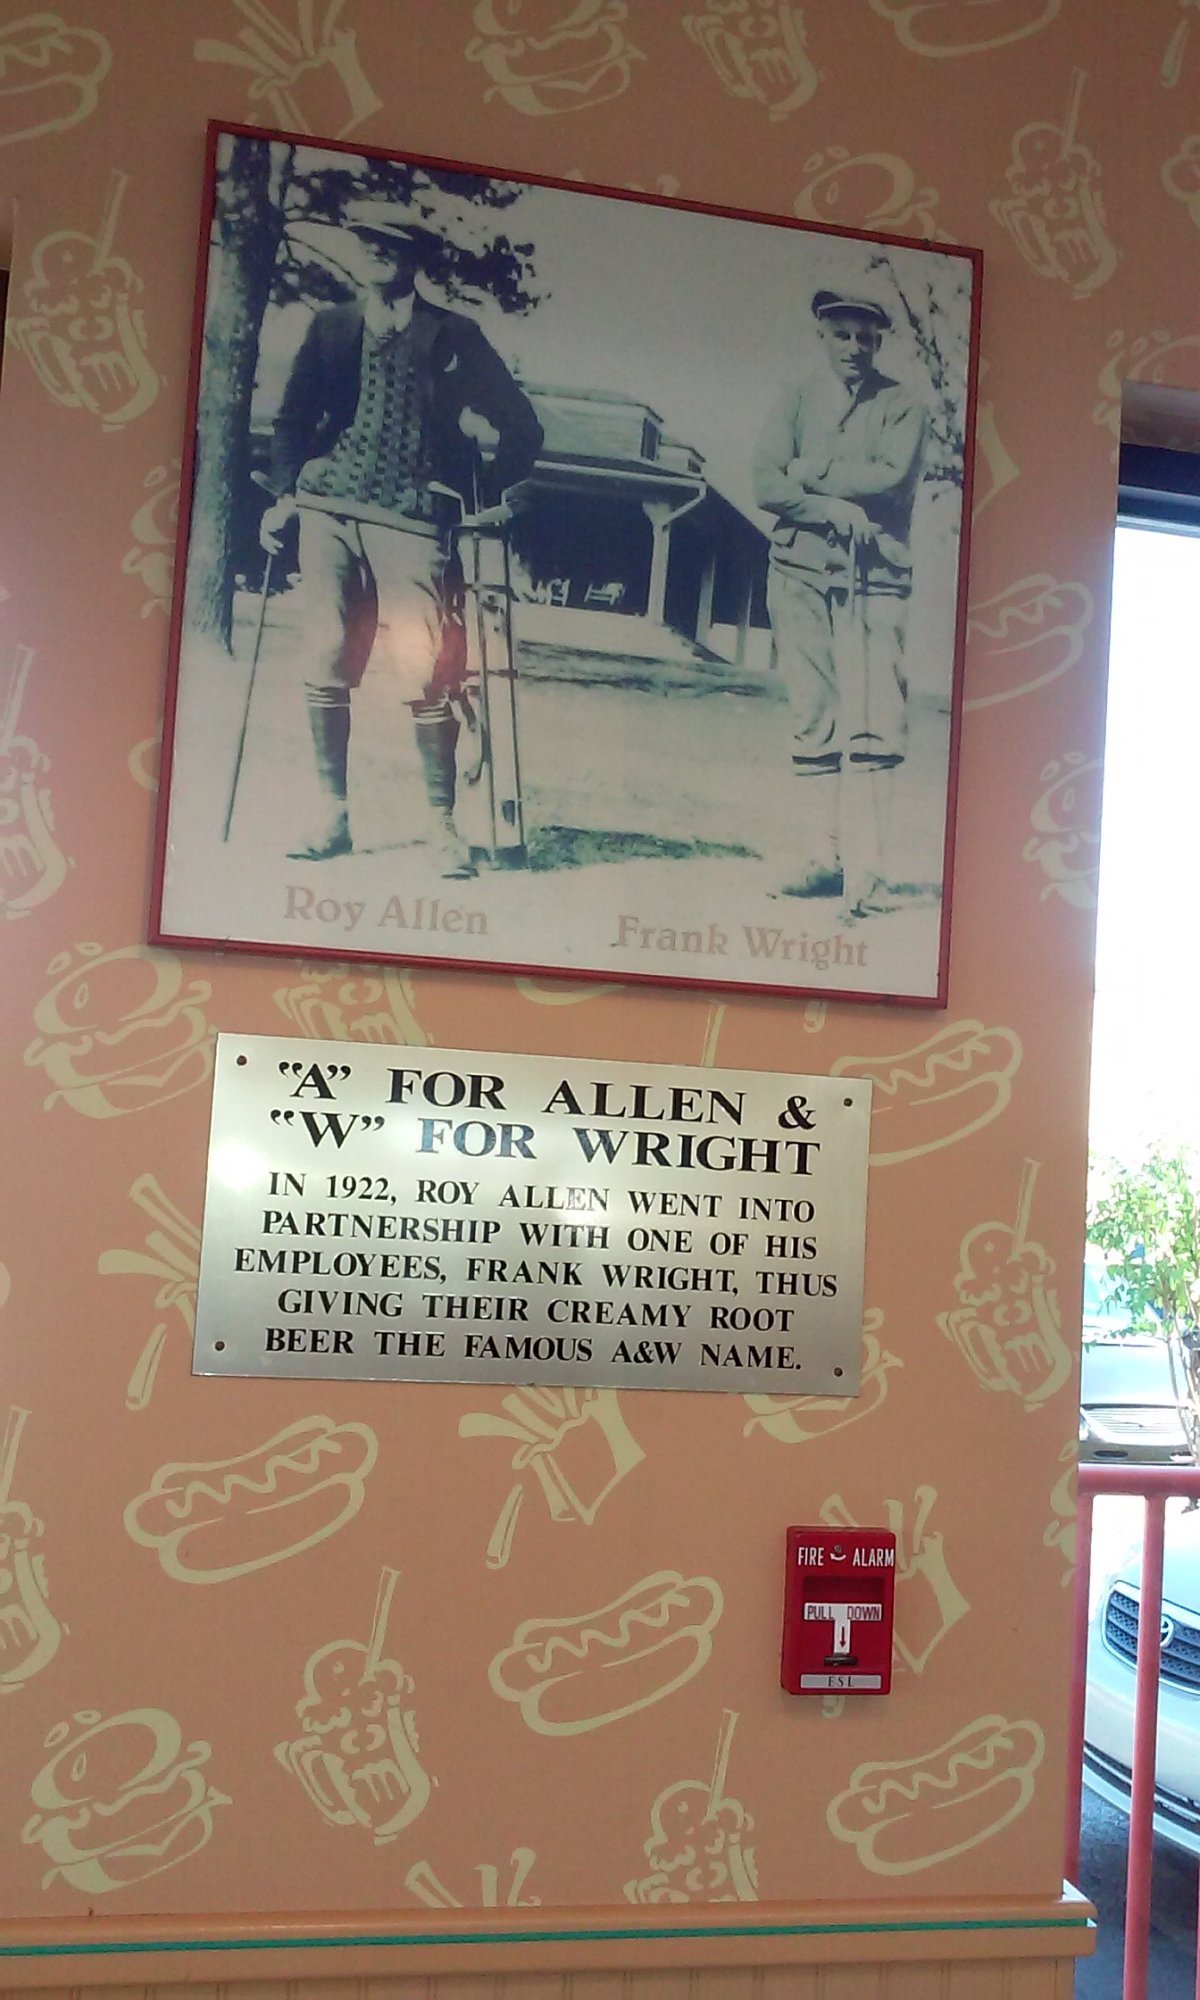 Roy Allen Frank Wright
“A” FOR ALLEN &
“W” FOR WRIGHT
IN 1922, ROY ALLEN WENT INTO
PARTNERSHIP WITH ONE OF HIS
EMPLOYEES, FRANK WRIGHT, THUS
GIVING THEIR CREAMY ROOT
BEER THE FAMOUS A&W NAME.
FIRE ALARM
PULL DOWN
ESL